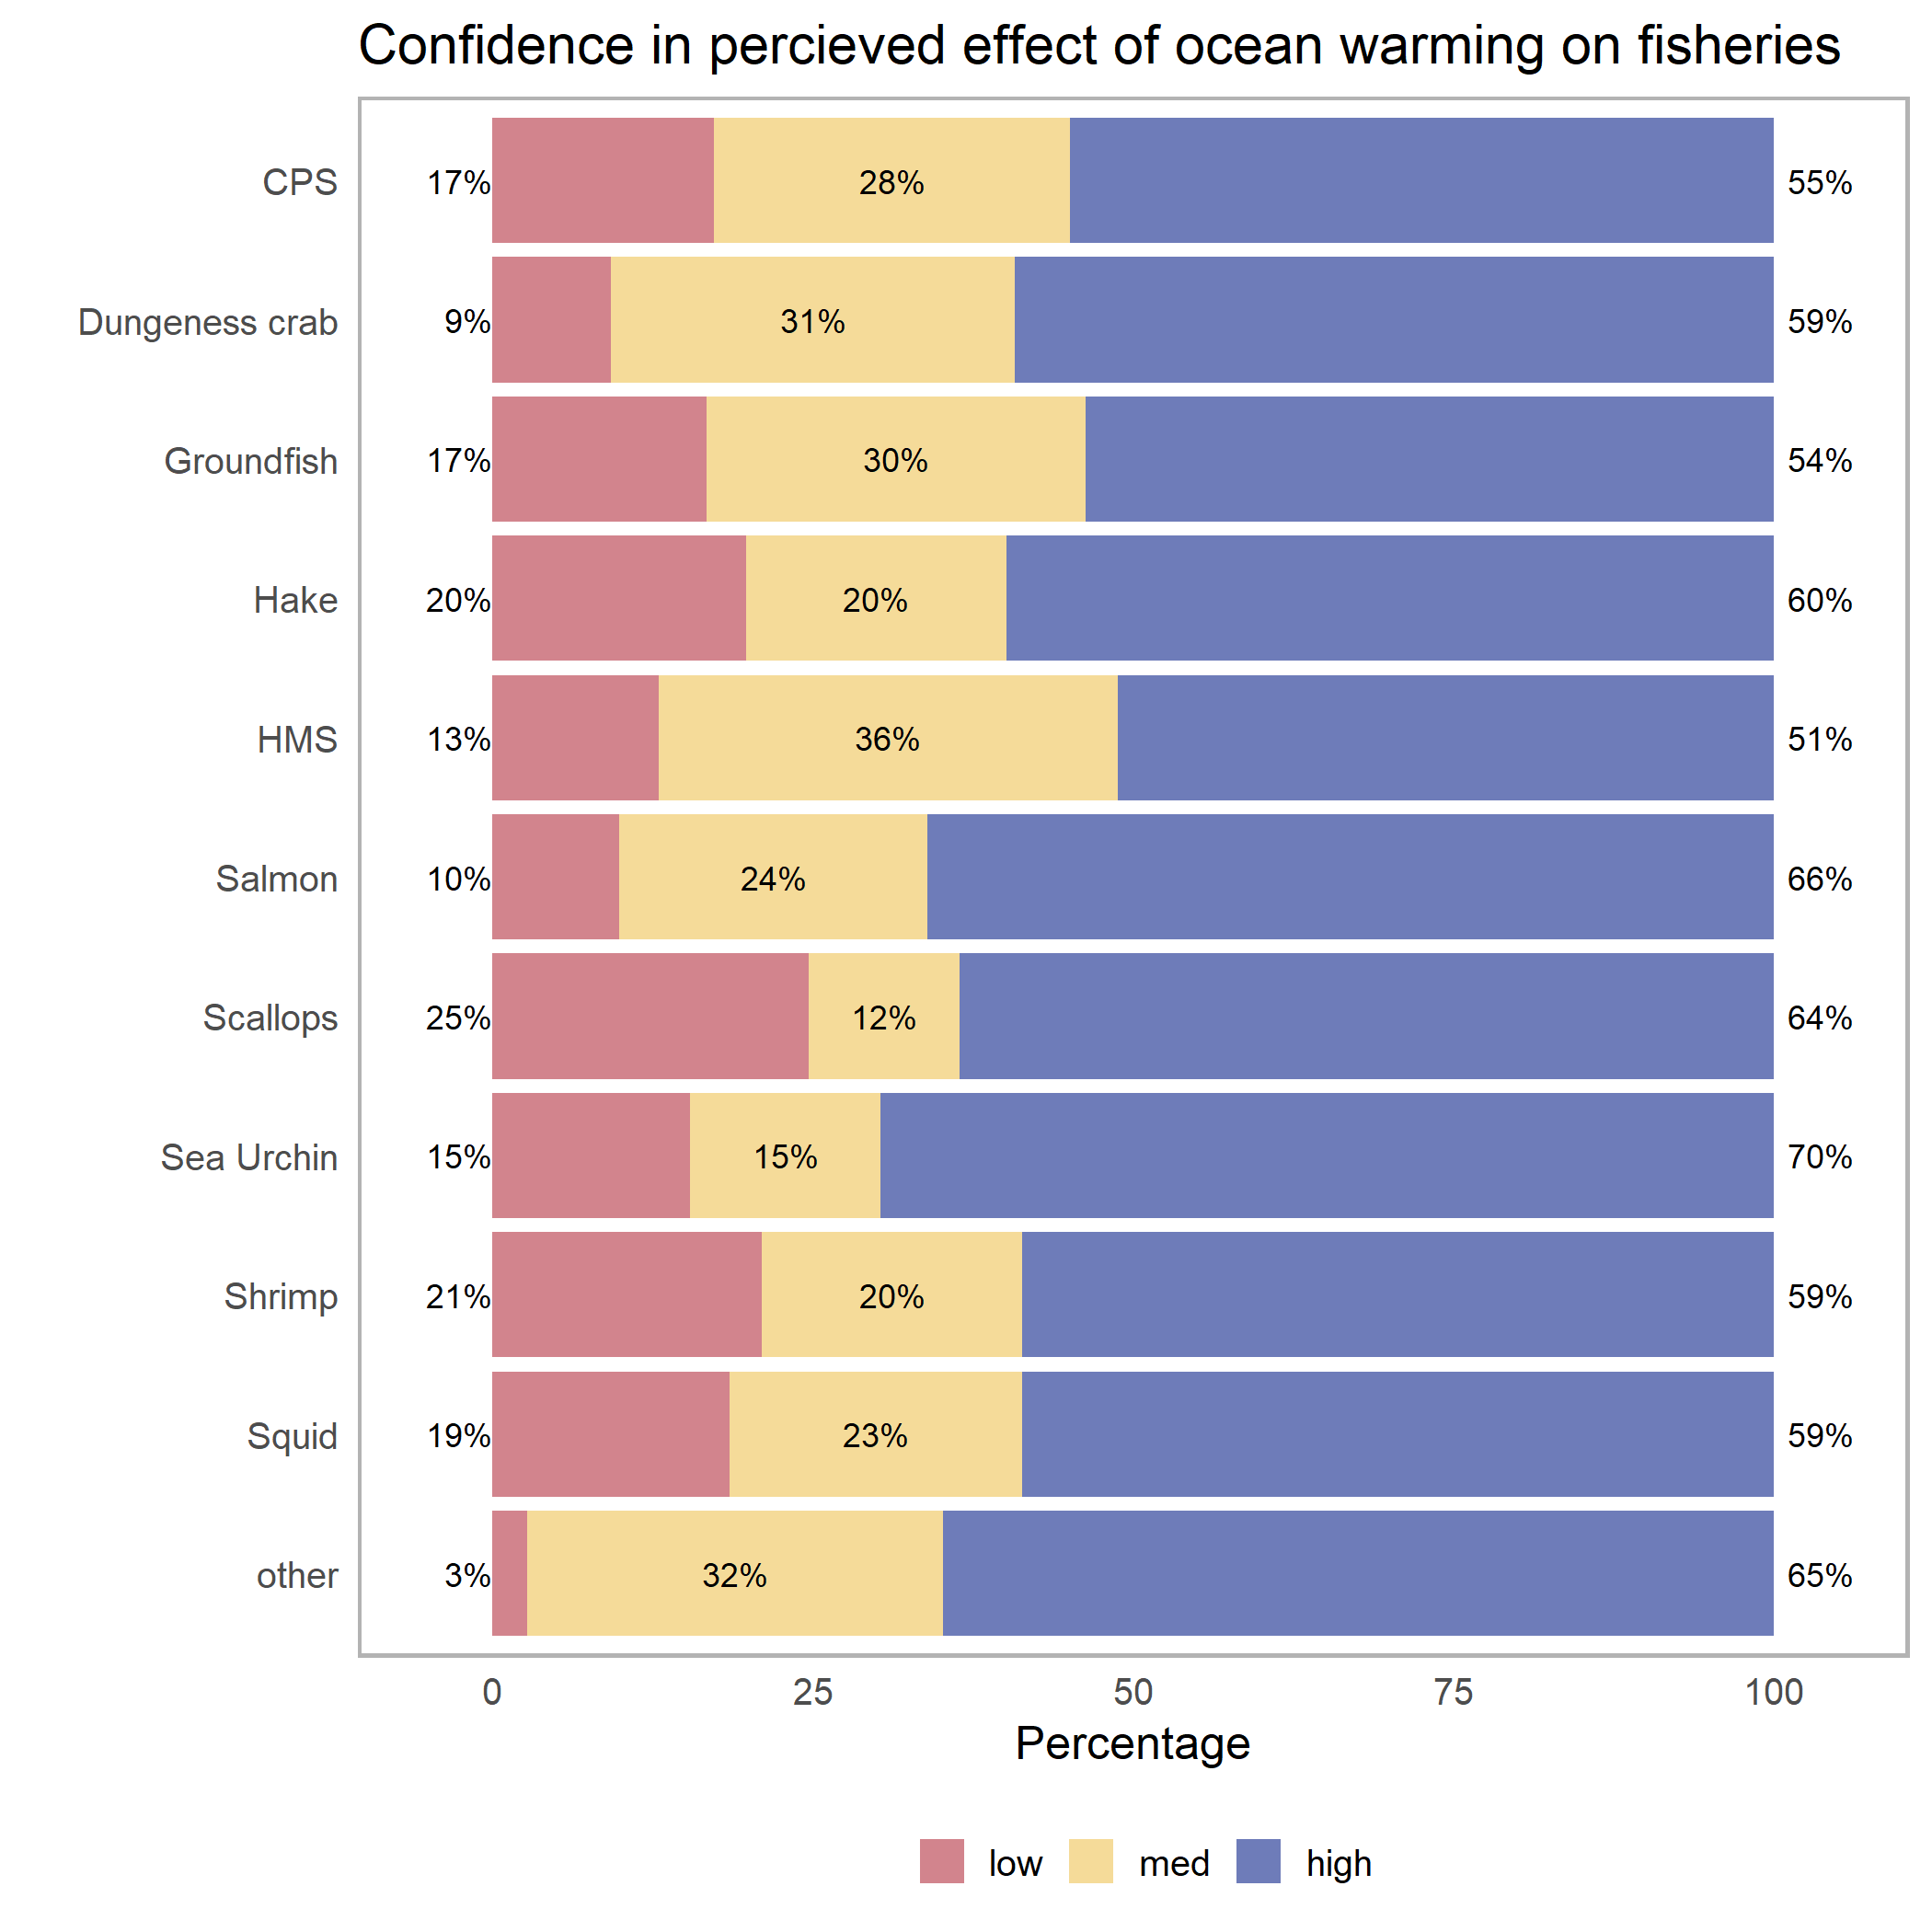 Confidence in percieved effect of ocean warming on fisheries
CPS 17% 28% 55%
Dungeness crab 9% 31% 59%
Groundfish 17% 30% 54%
Hake 20% 20% 60%
HMS 13% 36% 51%
Salmon 10% 24% 66%
Scallops 25% 12% 64%
Sea Urchin 15% 15% 70%
Shrimp 21% 20% 59%
Squid 19% 23% 59%
other 3% 32% 65%
0 25 50 75 100
Percentage
low med high